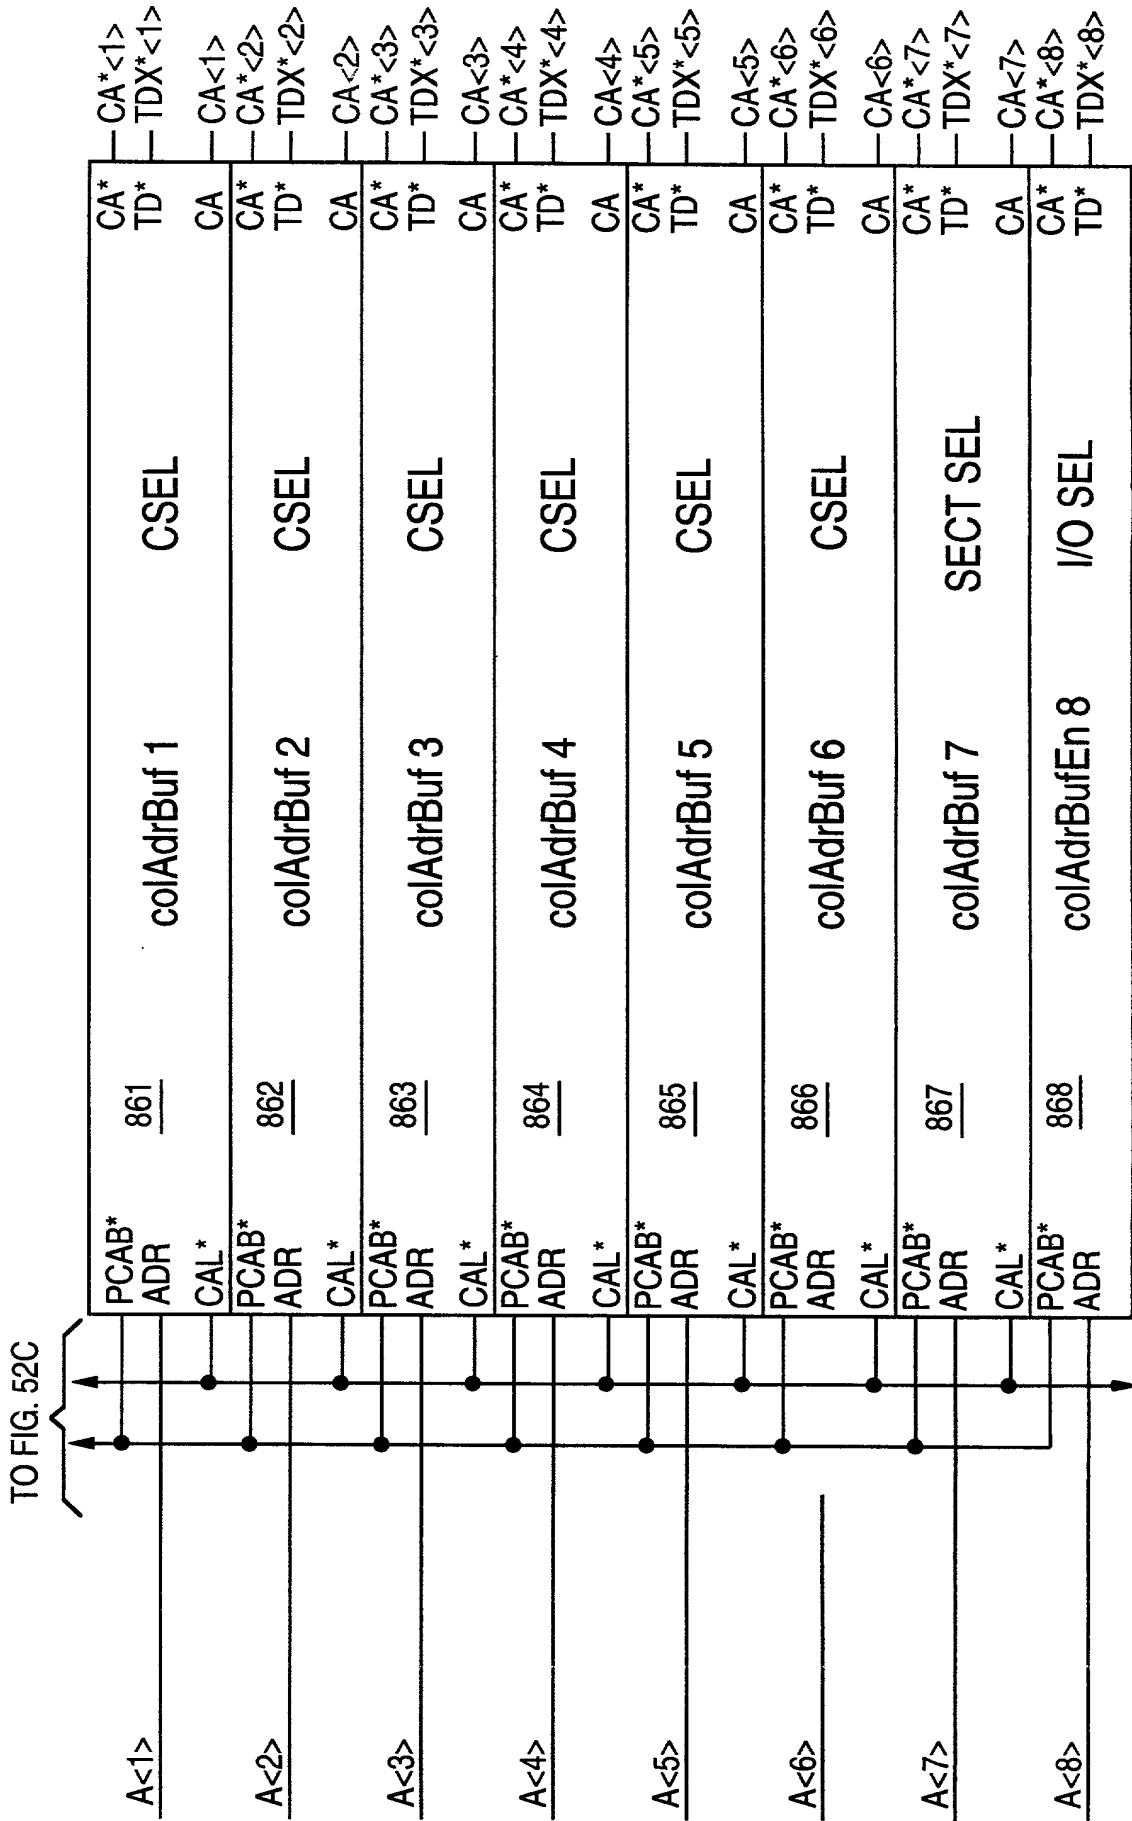 TO FIG. 52C
A<1>
PCAB*
ADR
CAL*
861
colAdrBuf 1
CSEL
CA*
TD*
CA
CA*<1>
TDX*<1>
CA<1>
A<2>
PCAB*
ADR
CAL*
862
colAdrBuf 2
CSEL
CA*
TD*
CA
CA*<2>
TDX*<2>
CA<2>
A<3>
PCAB*
ADR
CAL*
863
colAdrBuf 3
CSEL
CA*
TD*
CA
CA*<3>
TDX*<3>
CA<3>
A<4>
PCAB*
ADR
CAL*
864
colAdrBuf 4
CSEL
CA*
TD*
CA
CA*<4>
TDX*<4>
CA<4>
A<5>
PCAB*
ADR
CAL*
865
colAdrBuf 5
CSEL
CA*
TD*
CA
CA*<5>
TDX*<5>
CA<5>
A<6>
PCAB*
ADR
CAL*
866
colAdrBuf 6
CSEL
CA*
TD*
CA
CA*<6>
TDX*<6>
CA<6>
A<7>
PCAB*
ADR
CAL*
867
colAdrBuf 7
SECT SEL
CA*
TD*
CA
CA*<7>
TDX*<7>
CA<7>
A<8>
PCAB*
ADR
868
colAdrBufEn 8
I/O SEL
CA*
TD*
CA*<8>
TDX*<8>